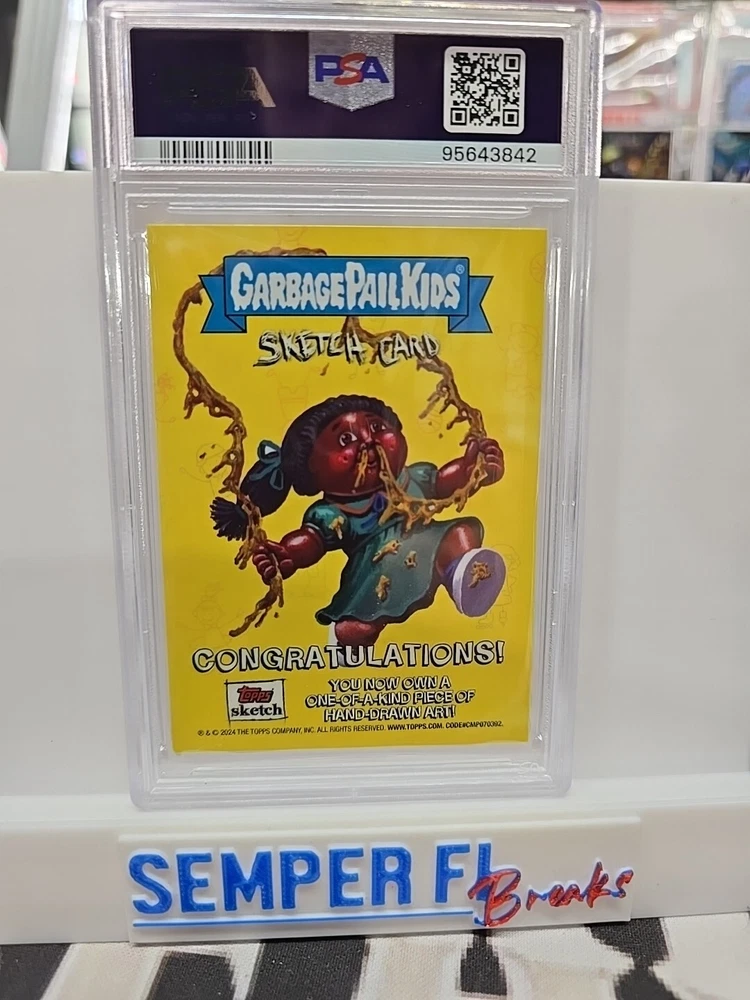 PSA
95643842
GARBAGE PAIL KIDS®
SKETCH CARD
CONGRATULATIONS!
topps
sketch
YOU NOW OWN A
ONE-OF-A-KIND PIECE OF
HAND-DRAWN ART!
® & © 2024 THE TOPPS COMPANY, INC. ALL RIGHTS RESERVED. WWW.TOPPS.COM. CODE#CMP070392.
SEMPER FI
Breaks